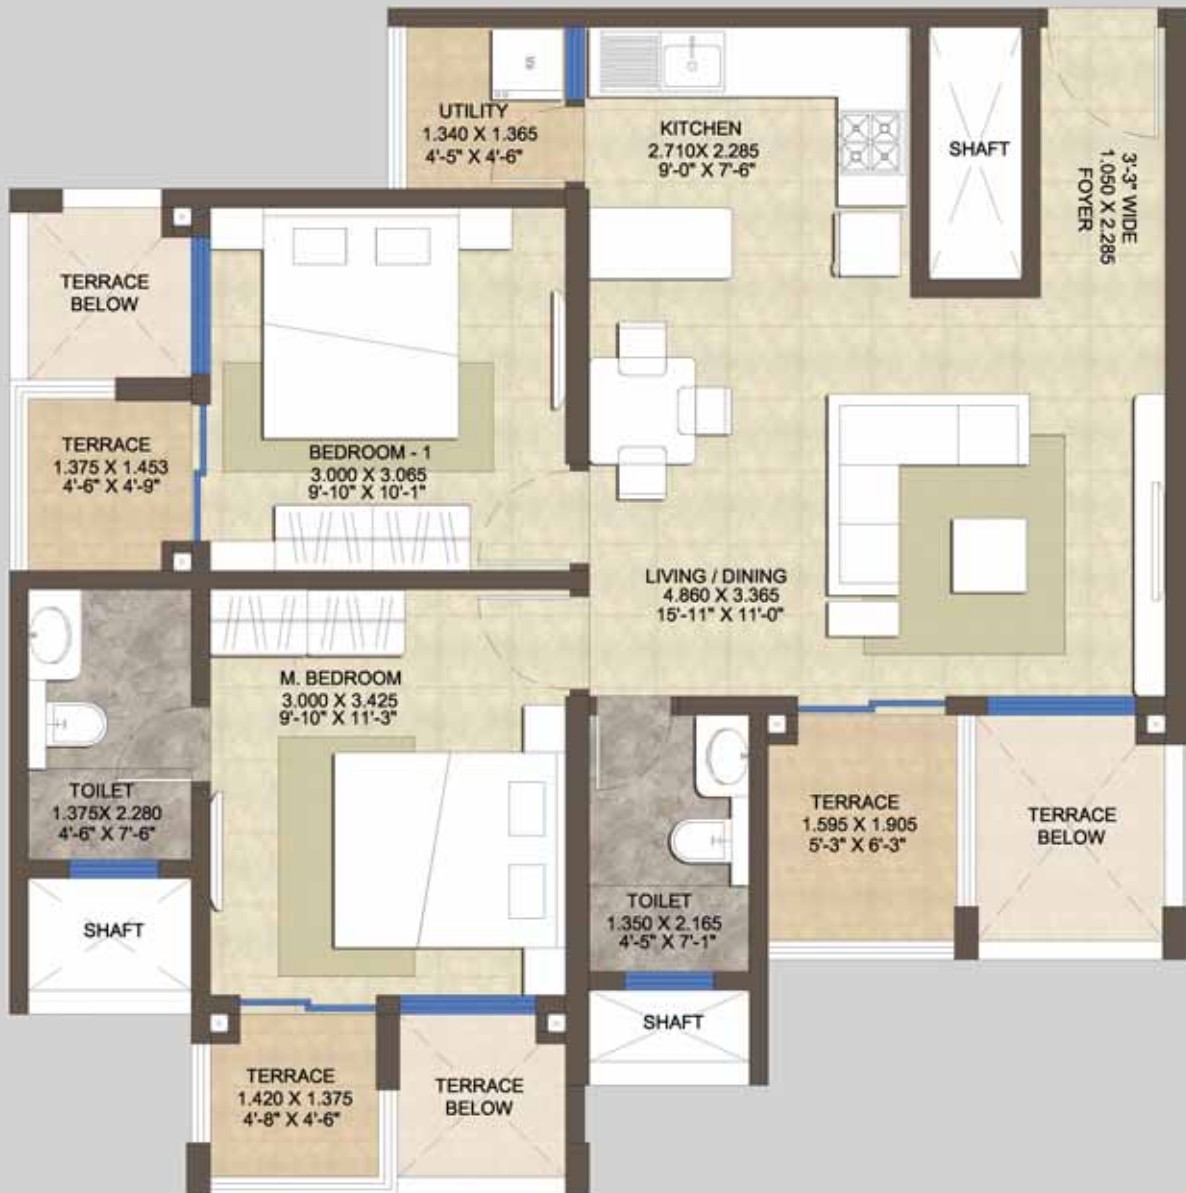 UTILITY
1.340 X 1.365
4'-5" X 4'-6"
KITCHEN
2.710X 2.285
9'-0" X 7'-6"
SHAFT
3'-3" WIDE
1.050 X 2.285
FOYER
TERRACE
BELOW
TERRACE
1.375 X 1.453
4'-6" X 4'-9"
BEDROOM - 1
3.000 X 3.065
9'-10" X 10'-1"
LIVING / DINING
4.860 X 3.365
15'-11" X 11'-0"
M. BEDROOM
3.000 X 3.425
9'-10" X 11'-3"
TOILET
1.375X 2.280
4'-6" X 7'-6"
SHAFT
TOILET
1.350 X 2.165
4'-5" X 7'-1"
SHAFT
TERRACE
1.595 X 1.905
5'-3" X 6'-3"
TERRACE
BELOW
TERRACE
1.420 X 1.375
4'-8" X 4'-6"
TERRACE
BELOW